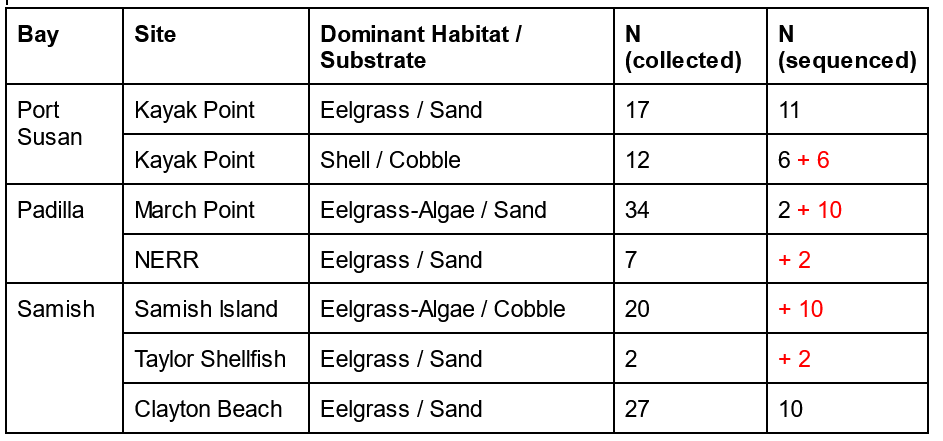 Bay Site Dominant Habitat / Substrate N (collected) N (sequenced)
Port Susan Kayak Point Eelgrass / Sand 17 11
Kayak Point Shell / Cobble 12 6 + 6
Padilla March Point Eelgrass-Algae / Sand 34 2 + 10
NERR Eelgrass / Sand 7 + 2
Samish Samish Island Eelgrass-Algae / Cobble 20 + 10
Taylor Shellfish Eelgrass / Sand 2 + 2
Clayton Beach Eelgrass / Sand 27 10